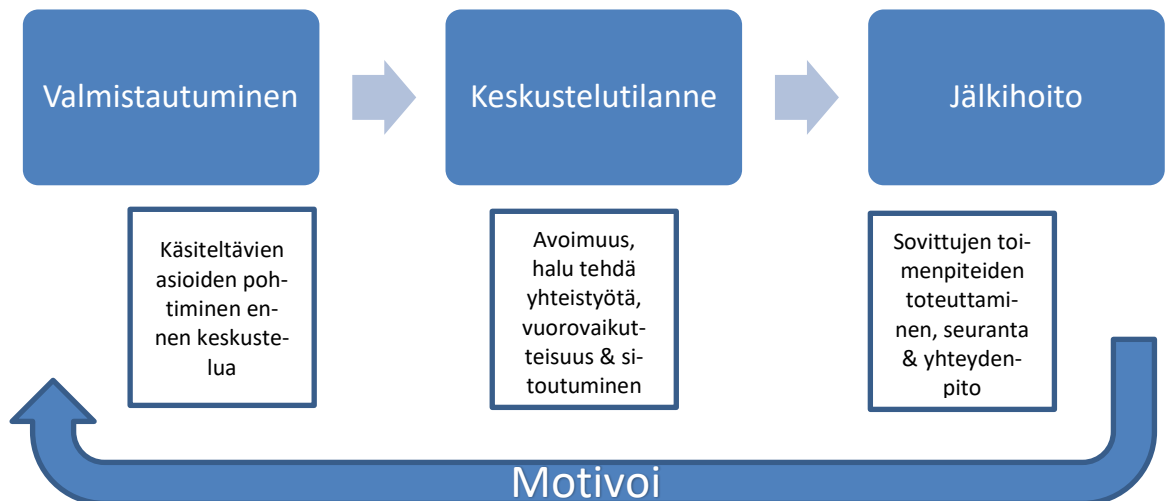 Valmistautuminen
Keskustelutilanne
Jälkihoito
Käsiteltävien
asioiden poh-
timinen en-
nen keskuste-
lua
Avoimuus,
halu tehdä
yhteistyötä,
vuorovaikut-
teisuus & si-
toutuminen
Sovittujen toi-
menpiteiden
toteuttami-
nen, seuranta
& yhteyden-
pito
Motivoi